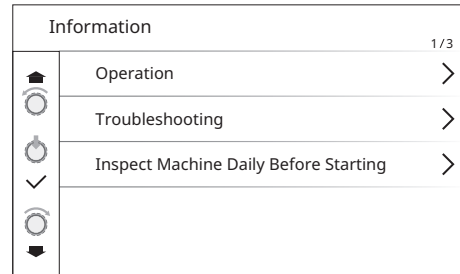 Information
1/3
Operation
Troubleshooting
Inspect Machine Daily Before Starting